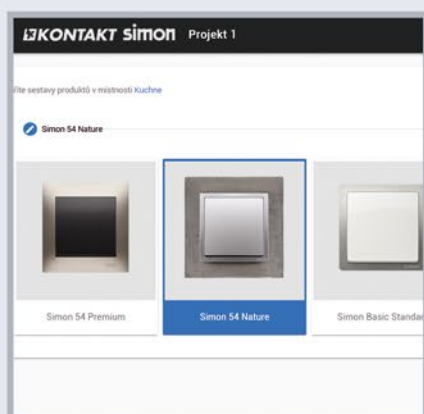 KONTAKT simon Projekt 1
íte sestavy produktů v místnosti Kuchne
Simon 54 Nature
Simon 54 Premium
Simon 54 Nature
Simon Basic Standa